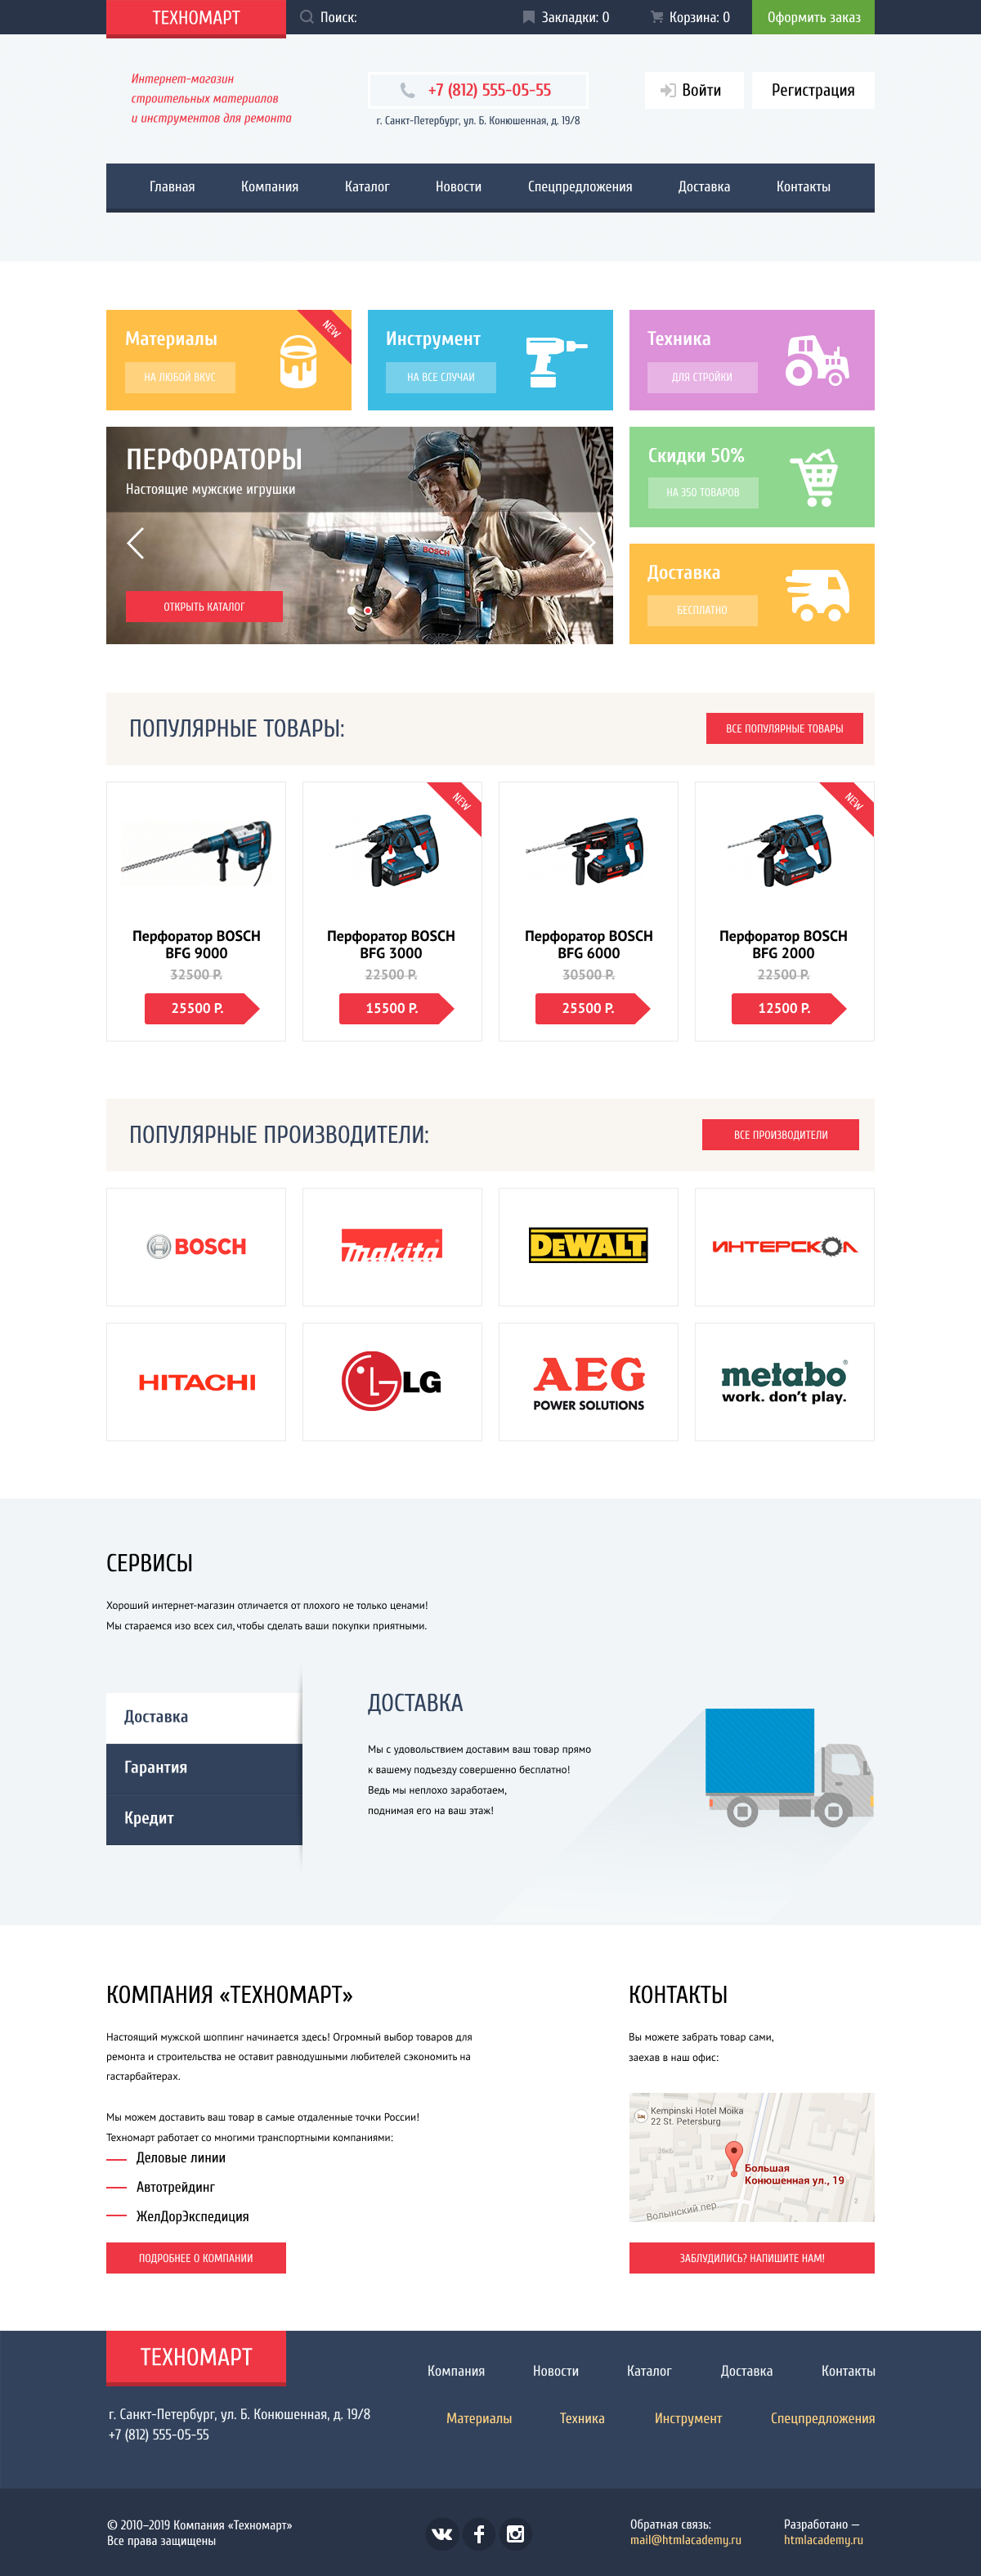 ТЕХНОМАРТ
Поиск:
Закладки: 0
Корзина: 0
Оформить заказ
Интернет-магазин
строительных материалов
и инструментов для ремонта
+7 (812) 555-05-55
г. Санкт-Петербург, ул. Б. Конюшенная, д. 19/8
Войти
Регистрация
Главная
Компания
Каталог
Новости
Спецпредложения
Доставка
Контакты
Материалы
НА ЛЮБОЙ ВКУС
NEW
Инструмент
НА ВСЕ СЛУЧАИ
Техника
ДЛЯ СТРОЙКИ
ПЕРФОРАТОРЫ
Настоящие мужские игрушки
BOSCH
Professional
ОТКРЫТЬ КАТАЛОГ
Скидки 50%
НА 350 ТОВАРОВ
Доставка
БЕСПЛАТНО
ПОПУЛЯРНЫЕ ТОВАРЫ:
ВСЕ ПОПУЛЯРНЫЕ ТОВАРЫ
Перфоратор BOSCH
BFG 9000
32500 Р.
25500 Р.
NEW
Перфоратор BOSCH
BFG 3000
22500 Р.
15500 Р.
Перфоратор BOSCH
BFG 6000
30500 Р.
25500 Р.
NEW
Перфоратор BOSCH
BFG 2000
22500 Р.
12500 Р.
ПОПУЛЯРНЫЕ ПРОИЗВОДИТЕЛИ:
ВСЕ ПРОИЗВОДИТЕЛИ
BOSCH
makita
DEWALT
ИНТЕРСКОЛ
HITACHI
LG
AEG
POWER SOLUTIONS
metabo
work. don't play.
СЕРВИСЫ
Хороший интернет-магазин отличается от плохого не только ценами!
Мы стараемся изо всех сил, чтобы сделать ваши покупки приятными.
Доставка
Гарантия
Кредит
ДОСТАВКА
Мы с удовольствием доставим ваш товар прямо
к вашему подъезду совершенно бесплатно!
Ведь мы неплохо заработаем,
поднимая его на ваш этаж!
КОМПАНИЯ «ТЕХНОМАРТ»
Настоящий мужской шоппинг начинается здесь! Огромный выбор товаров для
ремонта и строительства не оставит равнодушными любителей сэкономить на
гастарбайтерах.
Мы можем доставить ваш товар в самые отдаленные точки России!
Техномарт работает со многими транспортными компаниями:
Деловые линии
Автотрейдинг
ЖелДорЭкспедиция
ПОДРОБНЕЕ О КОМПАНИИ
КОНТАКТЫ
Вы можете забрать товар сами,
заехав в наш офис:
Kempinski Hotel Moika
22 St. Petersburg
17
2
Большая
Конюшенная ул., 19
Волынский пер.
ЗАБЛУДИЛИСЬ? НАПИШИТЕ НАМ!
ТЕХНОМАРТ
г. Санкт-Петербург, ул. Б. Конюшенная, д. 19/8
+7 (812) 555-05-55
Компания
Новости
Каталог
Доставка
Контакты
Материалы
Техника
Инструмент
Спецпредложения
© 2010–2019 Компания «Техномарт»
Все права защищены
Обратная связь:
mail@htmlacademy.ru
Разработано —
htmlacademy.ru